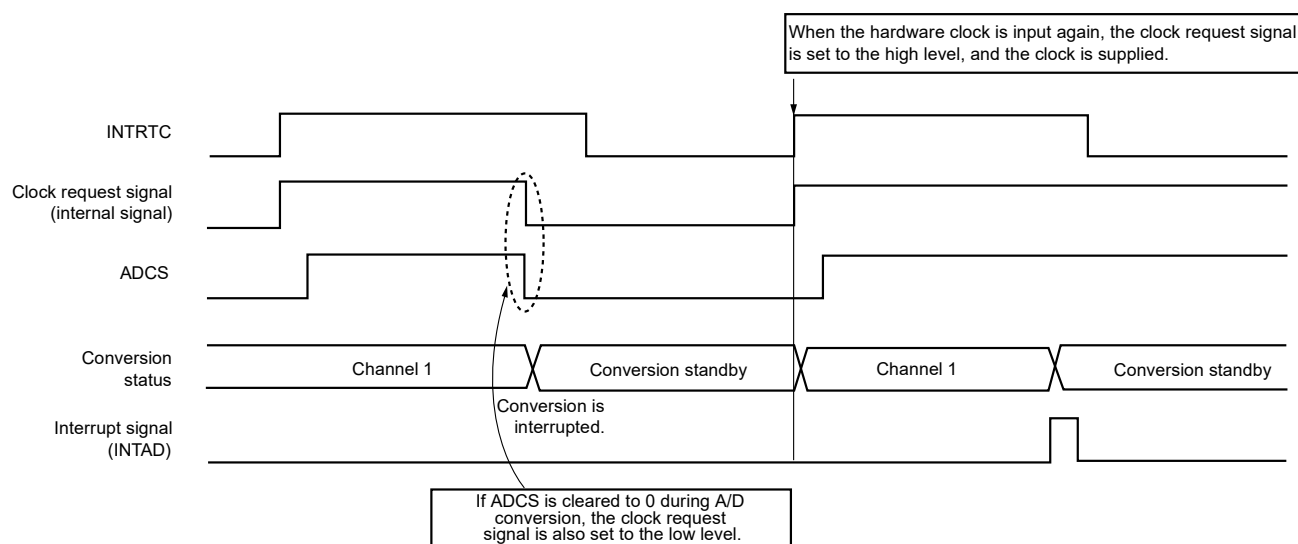 When the hardware clock is input again, the clock request signal
is set to the high level, and the clock is supplied.
INTRTC
Clock request signal
(internal signal)
ADCS
Conversion
status
Channel 1
Conversion standby
Channel 1
Conversion standby
Conversion is
interrupted.
Interrupt signal
(INTAD)
If ADCS is cleared to 0 during A/D
conversion, the clock request
signal is also set to the low level.